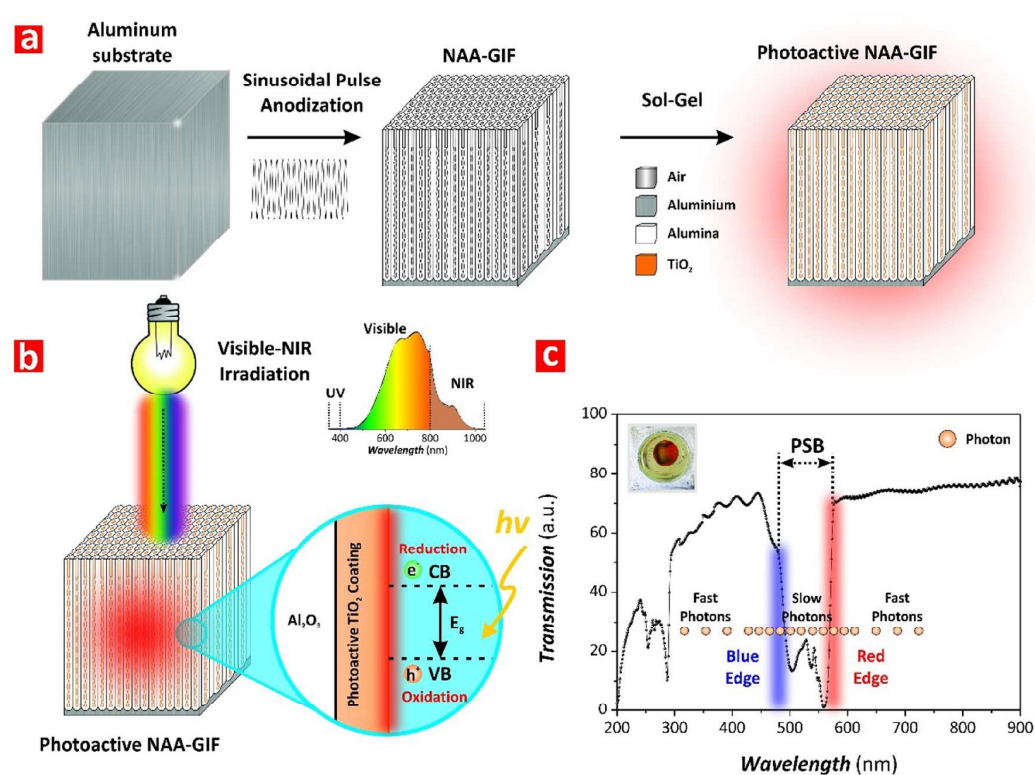 a
Aluminum
substrate
Sinusoidal Pulse
Anodization
NAA-GIF
Sol-Gel
Air
Aluminium
Alumina
TiO₂
Photoactive NAA-GIF
b
Visible-NIR
Irradiation
Visible
UV
NIR
400 600 800 1000
Wavelength (nm)
hν
Al₂O₃
Photoactive TiO₂ Coating
Reduction
e⁻ CB
E_g
h⁺ VB
Oxidation
Photoactive NAA-GIF
c
100
80
60
40
20
0
Transmission (a.u.)
PSB
Photon
Fast
Photons
Slow
Photons
Fast
Photons
Blue
Edge
Red
Edge
200 300 400 500 600 700 800 900
Wavelength (nm)